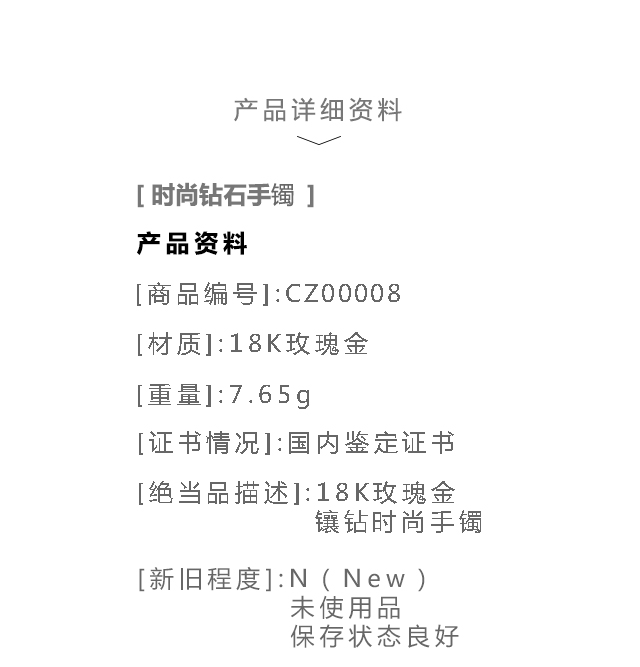 产品详细资料
[ 时尚钻石手镯 ]
产品资料
[商品编号]:CZ00008
[材质]:18K玫瑰金
[重量]:7.65g
[证书情况]:国内鉴定证书
[绝当品描述]:18K玫瑰金
镶钻时尚手镯
[新旧程度]:N（New）
未使用品
保存状态良好